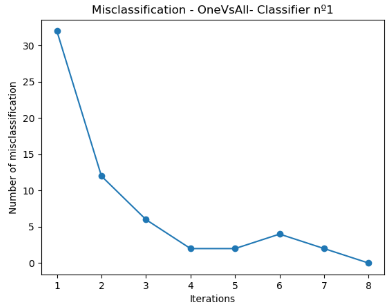 Misclassification - OneVsAll- Classifier nº1
30
25
20
15
10
5
0
Number of misclassification
1 2 3 4 5 6 7 8
Iterations